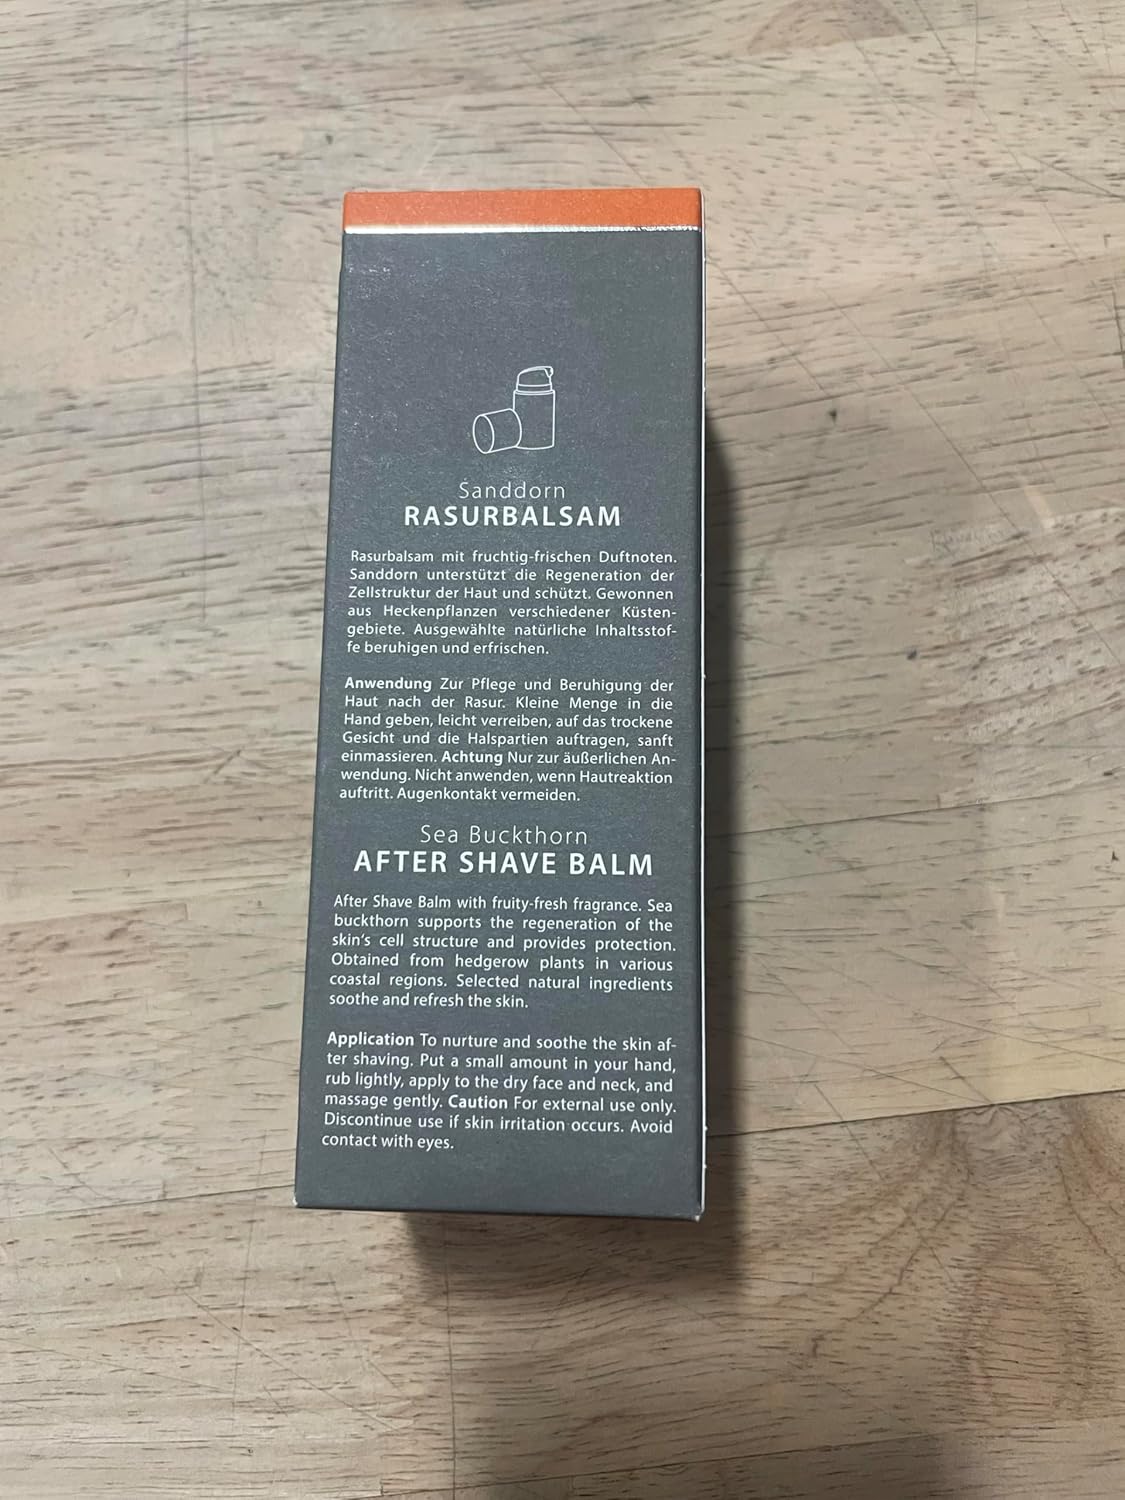 Sanddorn
RASURBALSAM
Rasurbalsam mit fruchtig-frischen Duftnoten.
Sanddorn unterstützt die Regeneration der
Zellstruktur der Haut und schützt. Gewonnen
aus Heckenpflanzen verschiedener Küsten-
gebiete. Ausgewählte natürliche Inhaltsstof-
fe beruhigen und erfrischen.
Anwendung Zur Pflege und Beruhigung der
Haut nach der Rasur. Kleine Menge in die
Hand geben, leicht verreiben, auf das trockene
Gesicht und die Halspartien auftragen, sanft
einmassieren. Achtung Nur zur äußerlichen An-
wendung. Nicht anwenden, wenn Hautreaktion
auftritt. Augenkontakt vermeiden.
Sea Buckthorn
AFTER SHAVE BALM
After Shave Balm with fruity-fresh fragrance. Sea
buckthorn supports the regeneration of the
skin's cell structure and provides protection.
Obtained from hedgerow plants in various
coastal regions. Selected natural ingredients
soothe and refresh the skin.
Application To nurture and soothe the skin af-
ter shaving. Put a small amount in your hand,
rub lightly, apply to the dry face and neck, and
massage gently. Caution For external use only.
Discontinue use if skin irritation occurs. Avoid
contact with eyes.